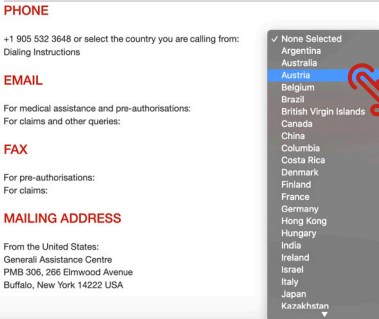 PHONE
+1 905 532 3648 or select the country you are calling from:
Dialing Instructions
EMAIL
For medical assistance and pre-authorisations:
For claims and other queries:
FAX
For pre-authorisations:
For claims:
MAILING ADDRESS
From the United States:
Generali Assistance Centre
PMB 306, 266 Elmwood Avenue
Buffalo, New York 14222 USA
✓ None Selected
Argentina
Australia
Austria
Belgium
Brazil
British Virgin Islands
Canada
China
Columbia
Costa Rica
Denmark
Finland
France
Germany
Hong Kong
Hungary
India
Ireland
Israel
Italy
Japan
Kazakhstan